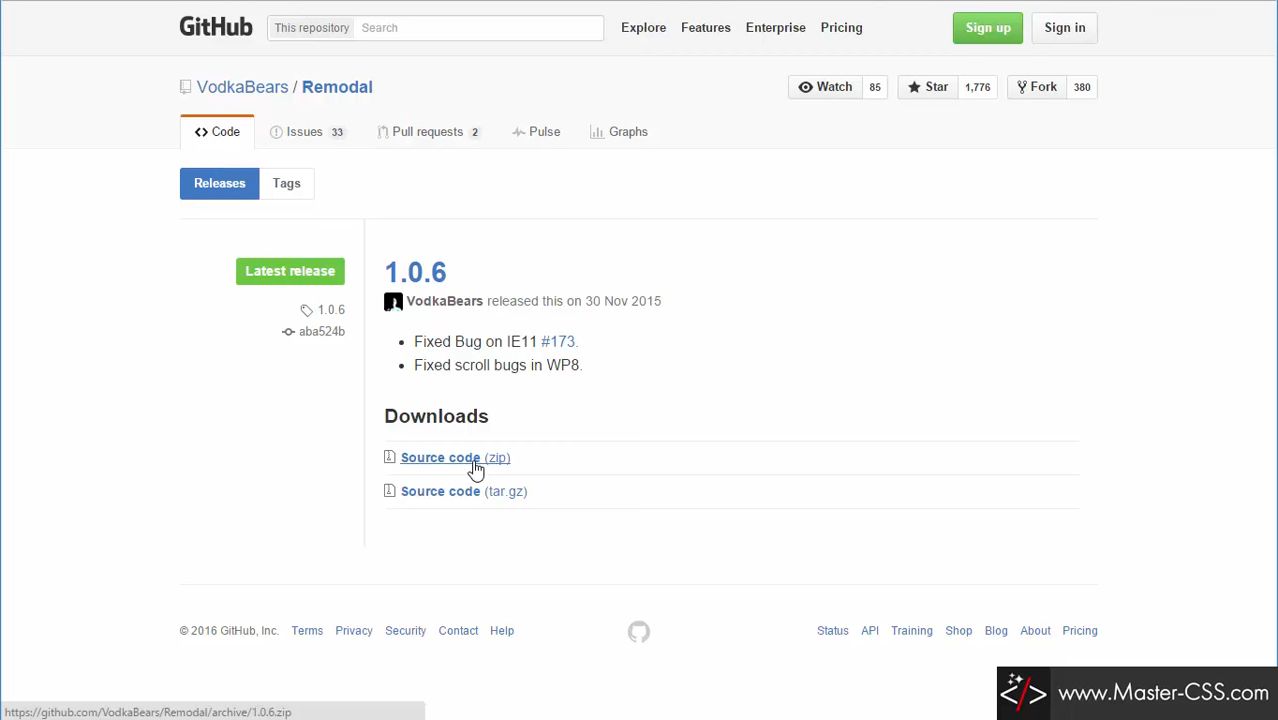 GitHub This repository Search Explore Features Enterprise Pricing Sign up Sign in
VodkaBears / Remodal Watch 85 Star 1,776 Fork 380
<> Code Issues 33 Pull requests 2 Pulse Graphs
Releases Tags
Latest release
1.0.6
aba524b
1.0.6
VodkaBears released this on 30 Nov 2015
• Fixed Bug on IE11 #173.
• Fixed scroll bugs in WP8.
Downloads
Source code (zip)
Source code (tar.gz)
© 2016 GitHub, Inc. Terms Privacy Security Contact Help Status API Training Shop Blog About Pricing
https://github.com/VodkaBears/Remodal/archive/1.0.6.zip
</> www.Master-CSS.com